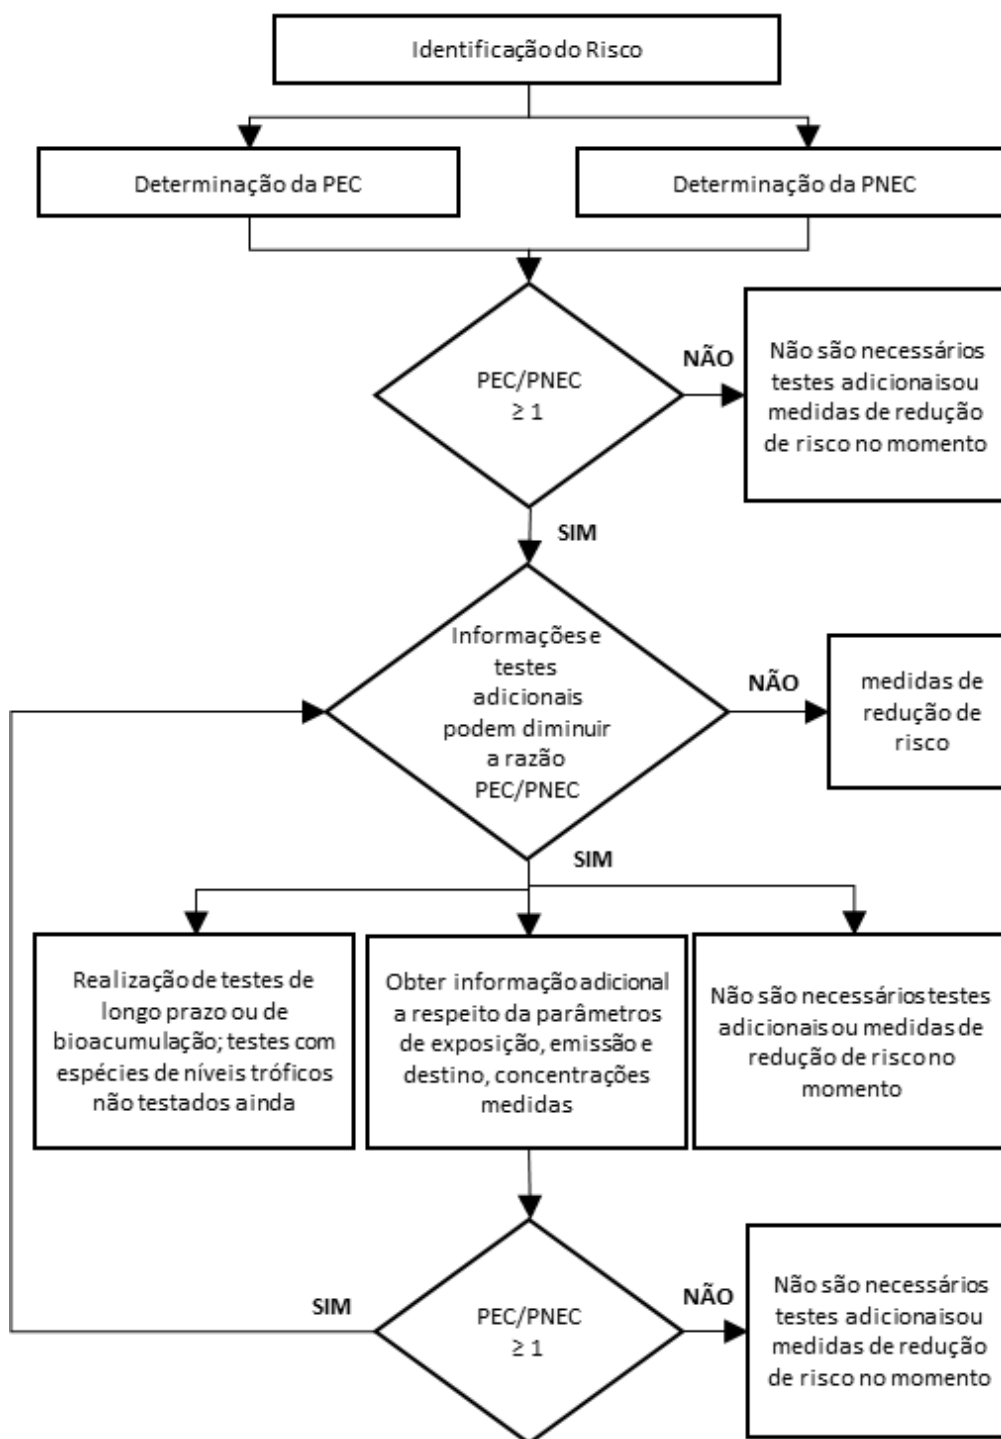 Identificação do Risco
Determinação da PEC
Determinação da PNEC
PEC/PNEC
≥ 1
NÃO
Não são necessários
testes adicionaisou
medidas de redução
de risco no momento
SIM
Informaçõese
testes
adicionais
podem diminuir
a razão
PEC/PNEC
NÃO
medidas de
redução de
risco
SIM
Realização de testes de
longo prazo ou de
bioacumulação; testes com
espécies de níveis tróficos
não testados ainda
Obter informação adicional
a respeito da parâmetros
de exposição, emissão e
destino, concentrações
medidas
Não são necessários testes
adicionais ou medidas de
redução de risco no
momento
SIM
PEC/PNEC
≥ 1
NÃO
Não são necessários
testes adicionaisou
medidas de redução
de risco no momento